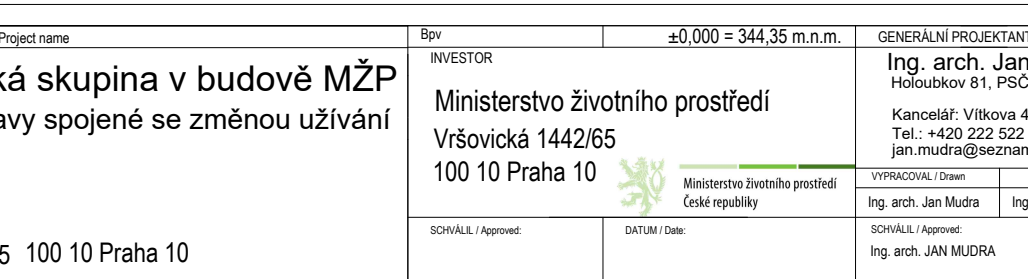 Project name
ká skupina v budově MŽP
avy spojené se změnou užívání
5 100 10 Praha 10
Bpv ±0,000 = 344,35 m.n.m.
INVESTOR
Ministerstvo životního prostředí
Vršovická 1442/65
100 10 Praha 10
Ministerstvo životního prostředí
České republiky
SCHVÁLIL / Approved: DATUM / Date:
GENERÁLNÍ PROJEKTANT
Ing. arch. Jan
Holoubkov 81, PSČ
Kancelář: Vítkova 4
Tel.: +420 222 522
jan.mudra@seznam
VYPRACOVAL / Drawn
Ing. arch. Jan Mudra Ing
SCHVÁLIL / Approved:
Ing. arch. JAN MUDRA